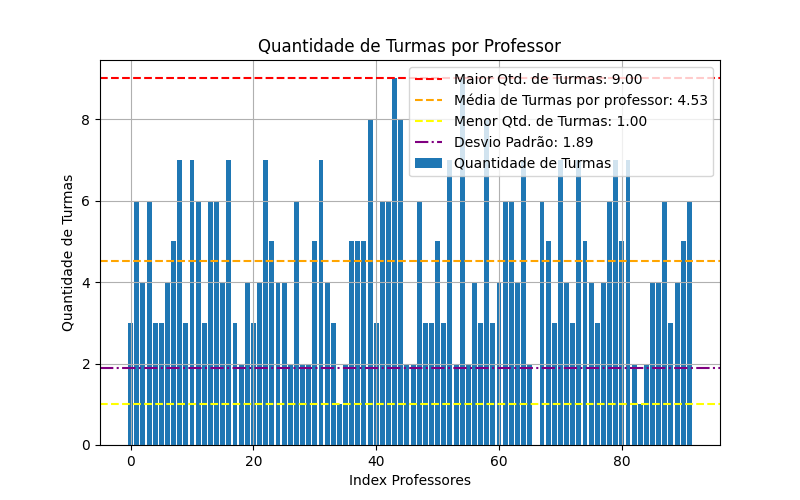 Quantidade de Turmas por Professor
Maior Qtd. de Turmas: 9.00
Média de Turmas por professor: 4.53
Menor Qtd. de Turmas: 1.00
Desvio Padrão: 1.89
Quantidade de Turmas
Quantidade de Turmas
8
6
4
2
0
0 20 40 60 80
Index Professores